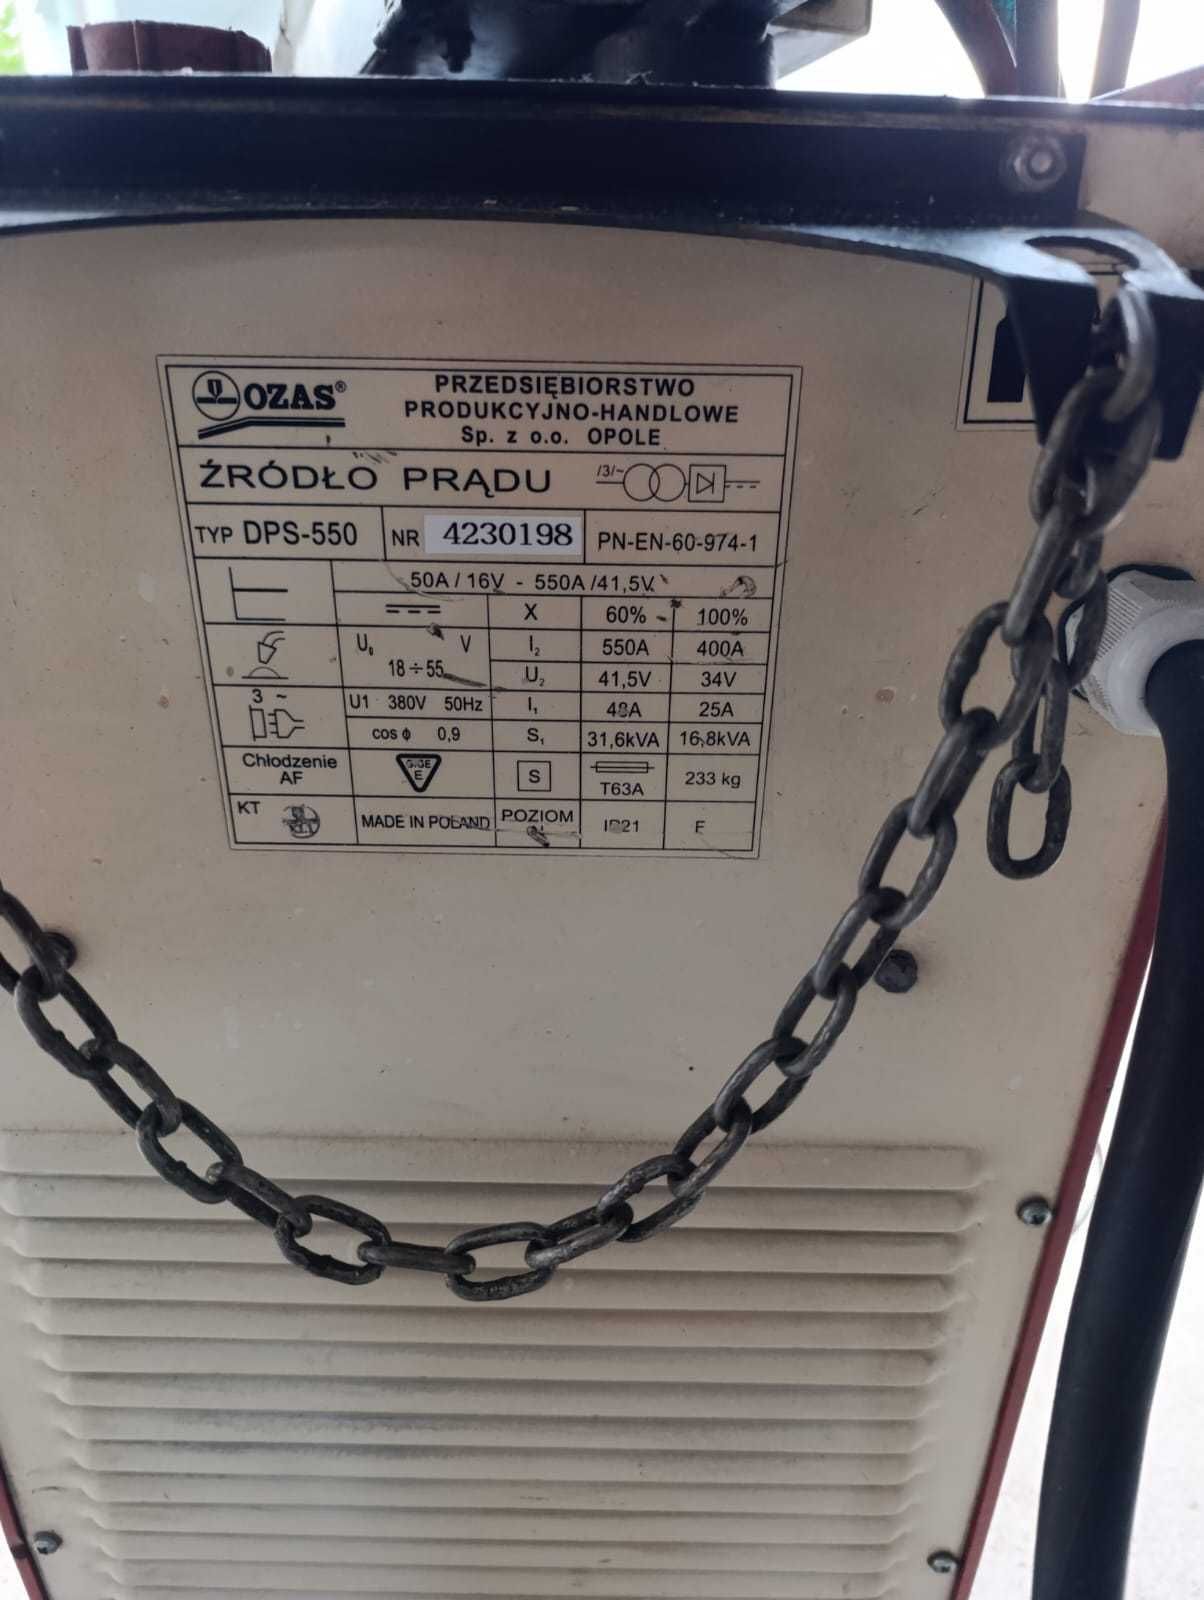 OZAS®
PRZEDSIĘBIORSTWO
PRODUKCYJNO-HANDLOWE
Sp. z o.o. OPOLE
ŹRÓDŁO PRĄDU /3/~
TYP DPS-550 NR 4230198 PN-EN-60-974-1
50A / 16V - 550A /41,5V
X 60% 100%
U₀ V I₂ 550A 400A
18÷55 U₂ 41,5V 34V
3 ~ U1 380V 50Hz I₁ 48A 25A
cos ϕ 0,9 S₁ 31,6kVA 16,8kVA
Chłodzenie
AF E S T63A 233 kg
KT MADE IN POLAND POZIOM IP21 F